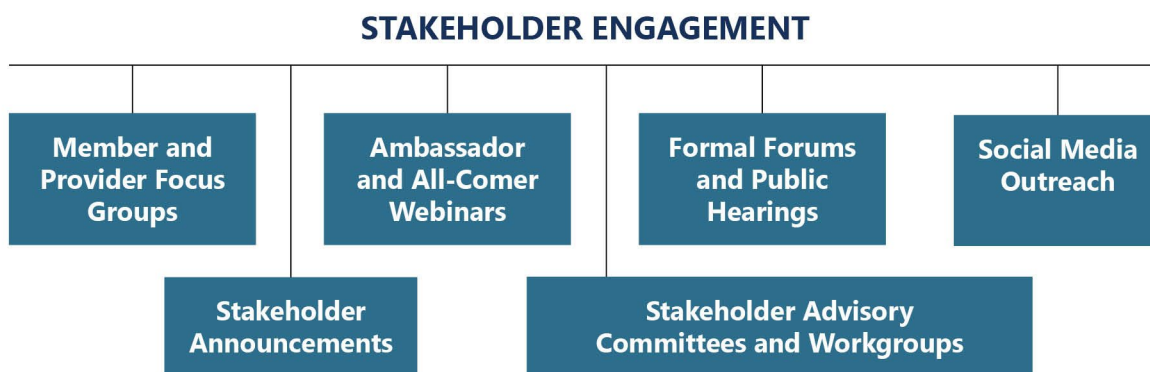 STAKEHOLDER ENGAGEMENT
Member and
Provider Focus
Groups
Ambassador
and All-Comer
Webinars
Formal Forums
and Public
Hearings
Social Media
Outreach
Stakeholder
Announcements
Stakeholder Advisory
Committees and Workgroups